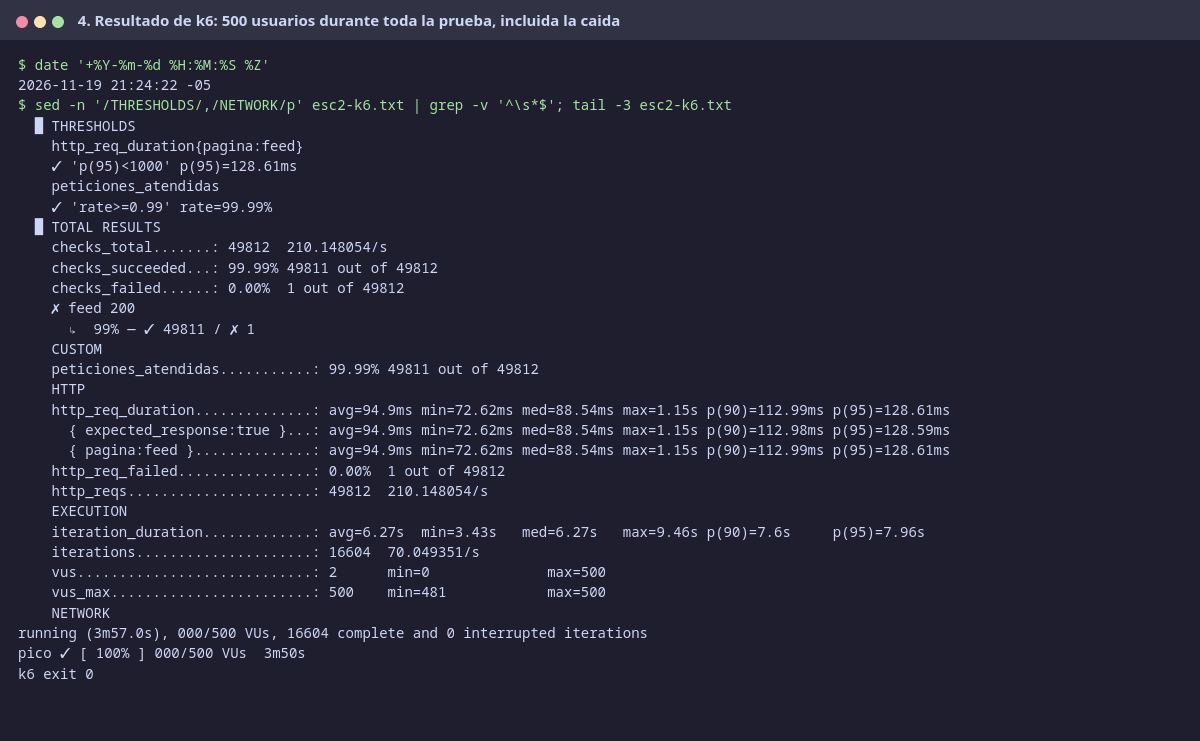 4. Resultado de k6: 500 usuarios durante toda la prueba, incluida la caida
$ date '+%Y-%m-%d %H:%M:%S %Z'
2026-11-19 21:24:22 -05
$ sed -n '/THRESHOLDS/,/NETWORK/p' esc2-k6.txt | grep -v '^\s*$'; tail -3 esc2-k6.txt
█ THRESHOLDS
http_req_duration{pagina:feed}
✓ 'p(95)<1000' p(95)=128.61ms
peticiones_atendidas
✓ 'rate>=0.99' rate=99.99%
█ TOTAL RESULTS
checks_total.......: 49812  210.148054/s
checks_succeeded...: 99.99% 49811 out of 49812
checks_failed......: 0.00%  1 out of 49812
✗ feed 200
↳  99% — ✓ 49811 / ✗ 1
CUSTOM
peticiones_atendidas...........: 99.99% 49811 out of 49812
HTTP
http_req_duration..............: avg=94.9ms min=72.62ms med=88.54ms max=1.15s p(90)=112.99ms p(95)=128.61ms
{ expected_response:true }...: avg=94.9ms min=72.62ms med=88.54ms max=1.15s p(90)=112.98ms p(95)=128.59ms
{ pagina:feed }..............: avg=94.9ms min=72.62ms med=88.54ms max=1.15s p(90)=112.99ms p(95)=128.61ms
http_req_failed................: 0.00%  1 out of 49812
http_reqs......................: 49812  210.148054/s
EXECUTION
iteration_duration.............: avg=6.27s  min=3.43s   med=6.27s   max=9.46s p(90)=7.6s     p(95)=7.96s
iterations.....................: 16604  70.049351/s
vus............................: 2      min=0              max=500
vus_max........................: 500    min=481            max=500
NETWORK
running (3m57.0s), 000/500 VUs, 16604 complete and 0 interrupted iterations
pico ✓ [ 100% ] 000/500 VUs  3m50s
k6 exit 0